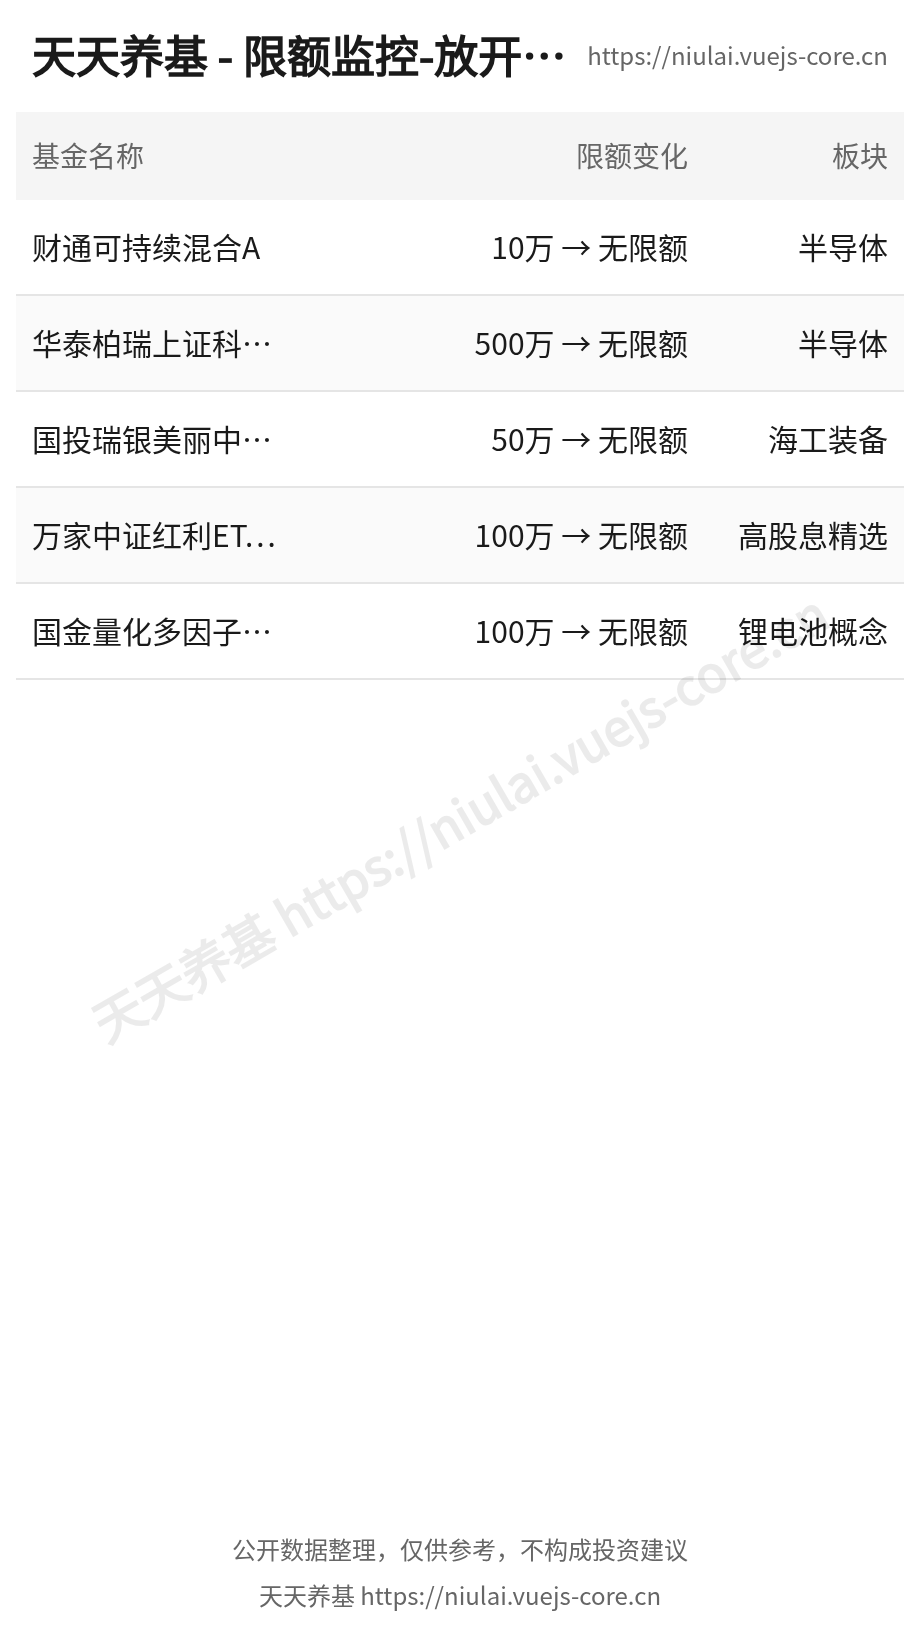 天天养基 - 限额监控-放开… https://niulai.vuejs-core.cn
基金名称 限额变化 板块
财通可持续混合A 10万 → 无限额 半导体
华泰柏瑞上证科… 500万 → 无限额 半导体
国投瑞银美丽中… 50万 → 无限额 海工装备
万家中证红利ET… 100万 → 无限额 高股息精选
国金量化多因子… 100万 → 无限额 锂电池概念
天天养基 https://niulai.vuejs-core.cn
公开数据整理，仅供参考，不构成投资建议
天天养基 https://niulai.vuejs-core.cn